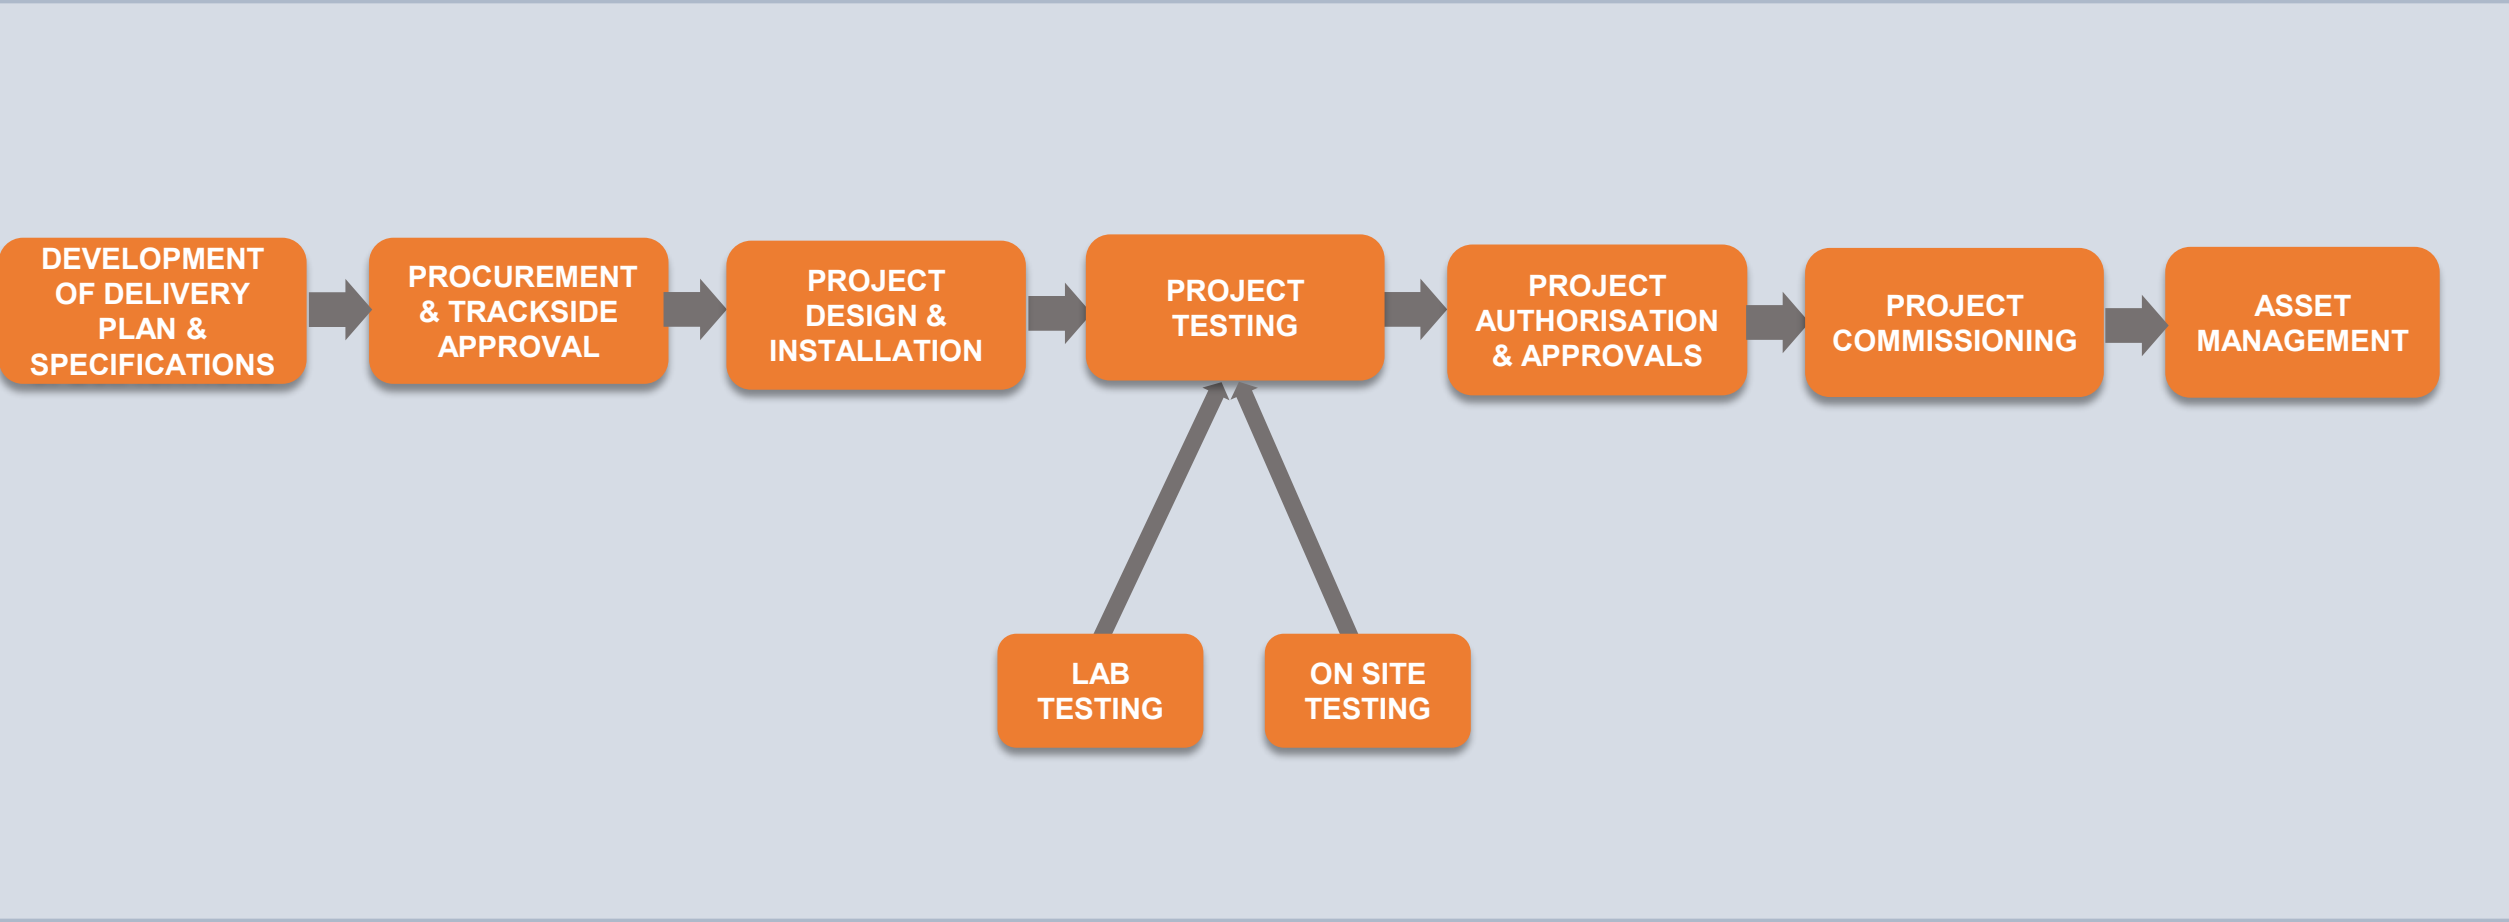 DEVELOPMENT
OF DELIVERY
PLAN &
SPECIFICATIONS
PROCUREMENT
& TRACKSIDE
APPROVAL
PROJECT
DESIGN &
INSTALLATION
PROJECT
TESTING
PROJECT
AUTHORISATION
& APPROVALS
PROJECT
COMMISSIONING
ASSET
MANAGEMENT
LAB
TESTING
ON SITE
TESTING